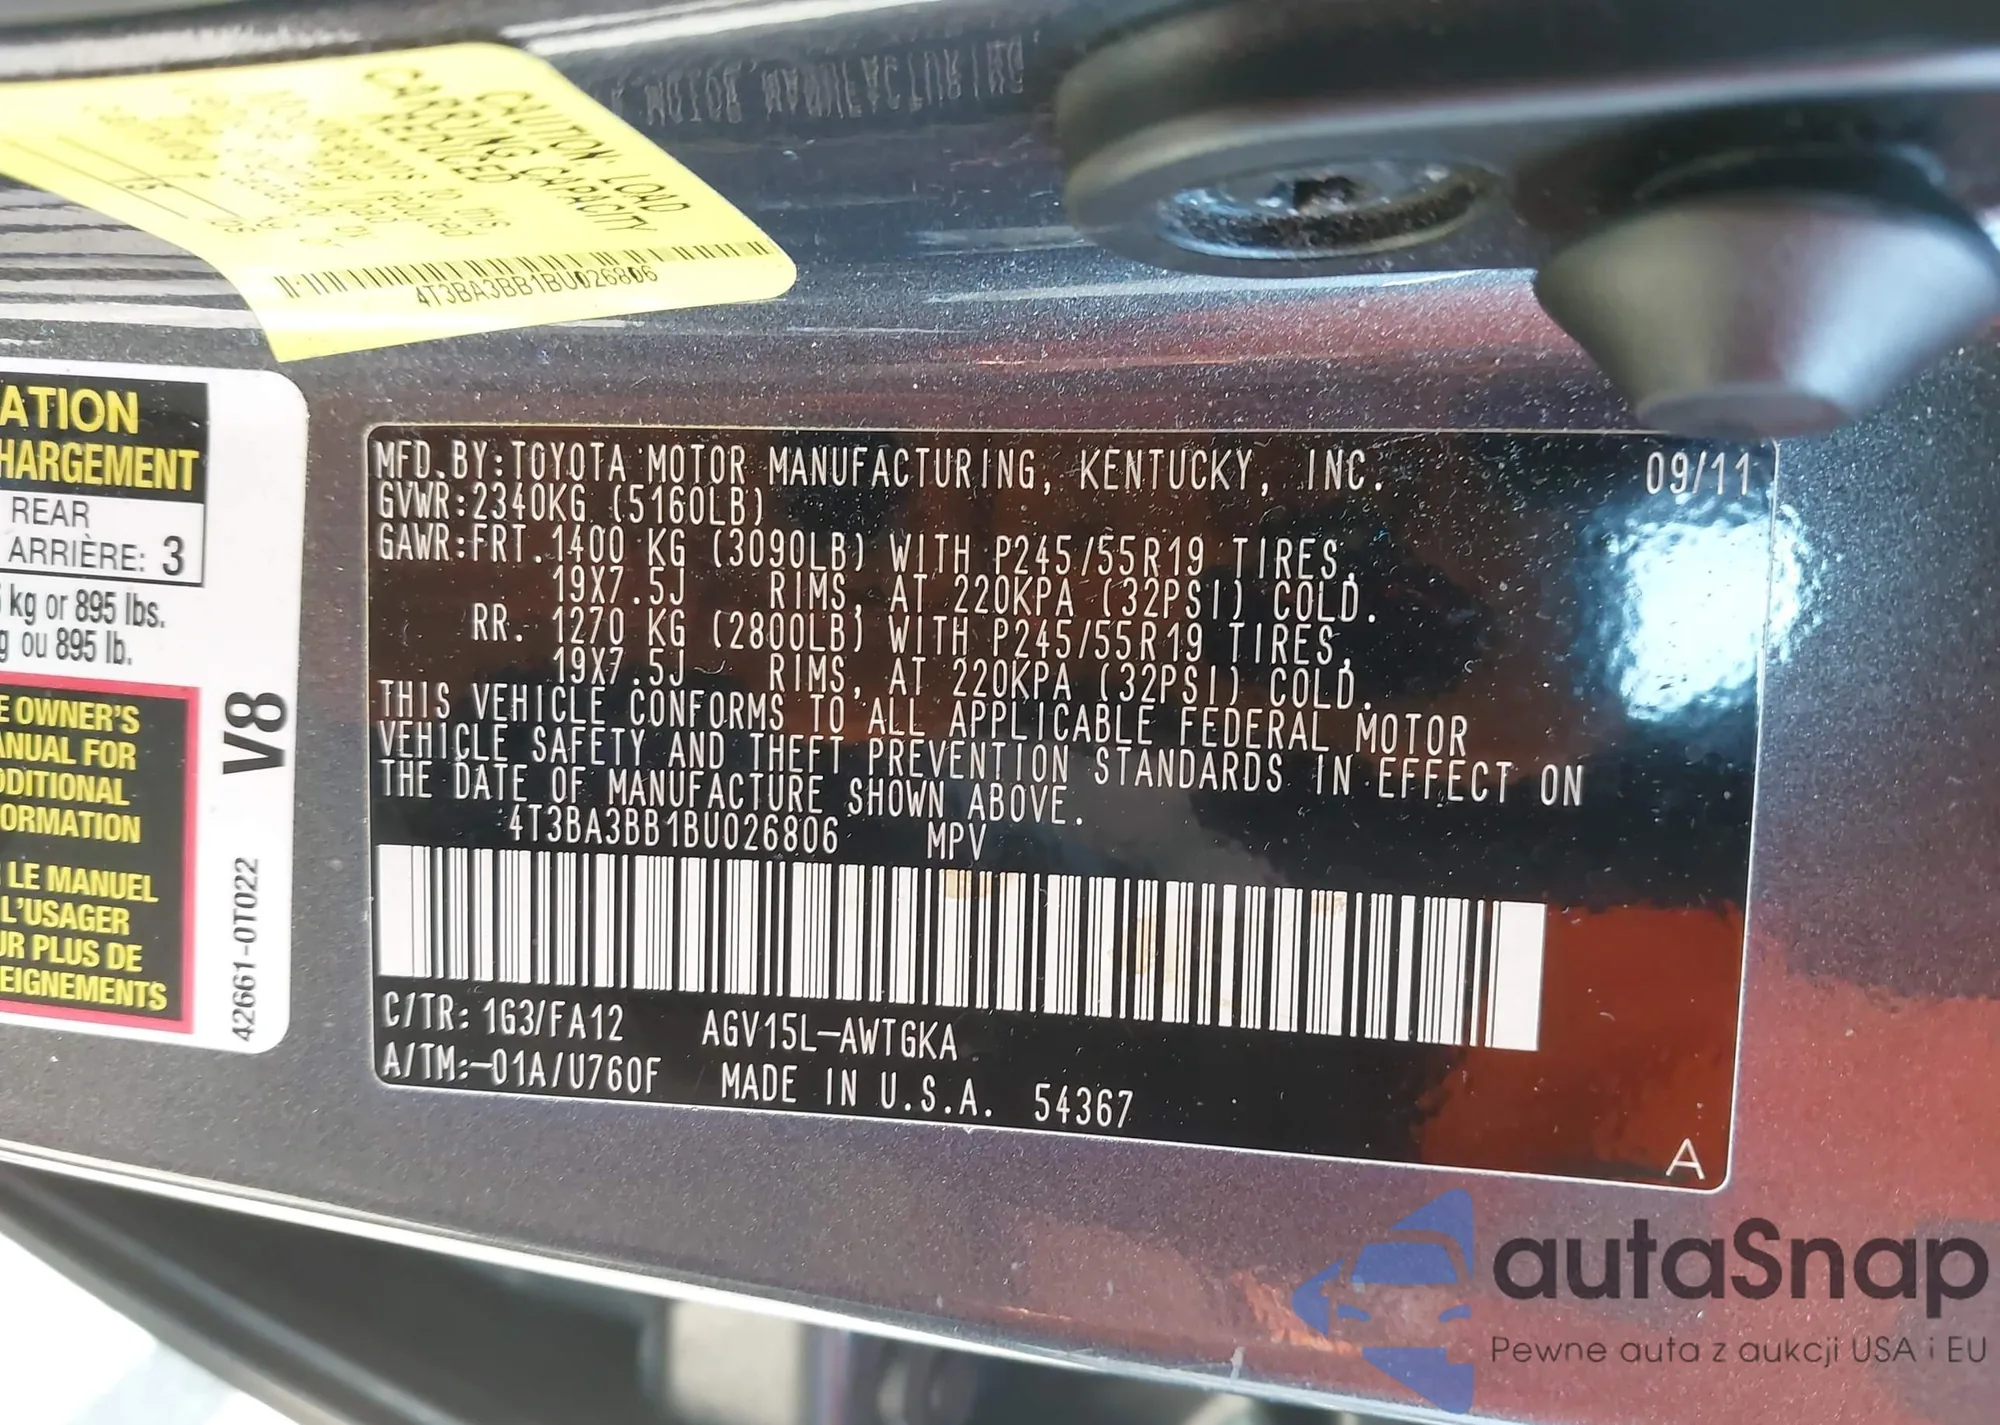 CAUTION: LOAD
CARRYING CAPACITY
REDUCED
4T3BA3BB1BU026806
ATION
HARGEMENT
REAR
ARRIÈRE: 3
kg or 895 lbs.
ou 895 lb.
E OWNER'S
ANUAL FOR
DDITIONAL
FORMATION
LE MANUEL
L'USAGER
UR PLUS DE
EIGNEMENTS
V8
42661-0T022
MFD.BY:TOYOTA MOTOR MANUFACTURING, KENTUCKY, INC. 09/11
GVWR:2340KG (5160LB)
GAWR:FRT. 1400 KG (3090LB) WITH P245/55R19 TIRES,
19X7.5J RIMS, AT 220KPA (32PSI) COLD.
RR. 1270 KG (2800LB) WITH P245/55R19 TIRES,
19X7.5J RIMS, AT 220KPA (32PSI) COLD.
THIS VEHICLE CONFORMS TO ALL APPLICABLE FEDERAL MOTOR
VEHICLE SAFETY AND THEFT PREVENTION STANDARDS IN EFFECT ON
THE DATE OF MANUFACTURE SHOWN ABOVE.
4T3BA3BB1BU026806 MPV
C/TR: 1G3/FA12 AGV15L-AWTGKA
A/TM:-01A/U760F MADE IN U.S.A. 54367
A
autaSnap
Pewne auta z aukcji USA i EU